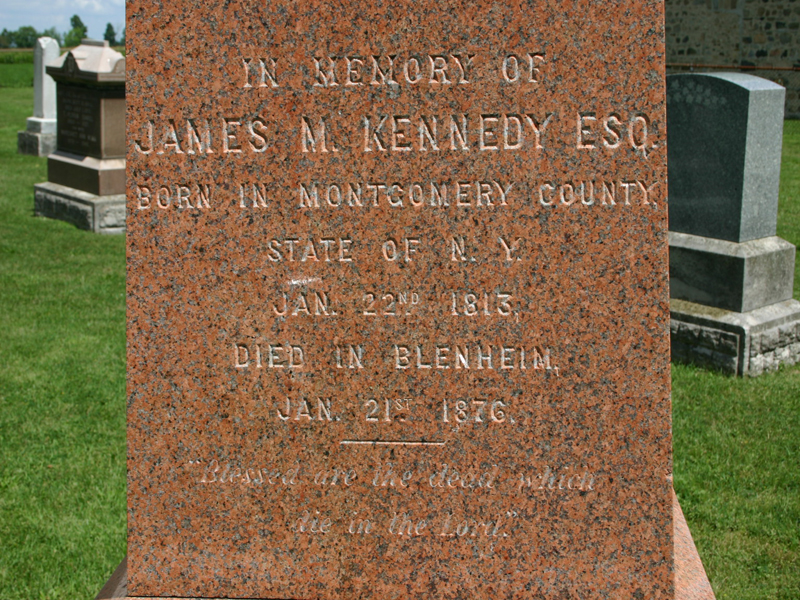 IN MEMORY OF
JAMES M. KENNEDY ESQ.
BORN IN MONTGOMERY COUNTY,
STATE OF N. Y.
JAN. 22ND 1813,
DIED IN BLENHEIM,
JAN. 21ST 1876.
"Blessed are the dead which
die in the Lord."